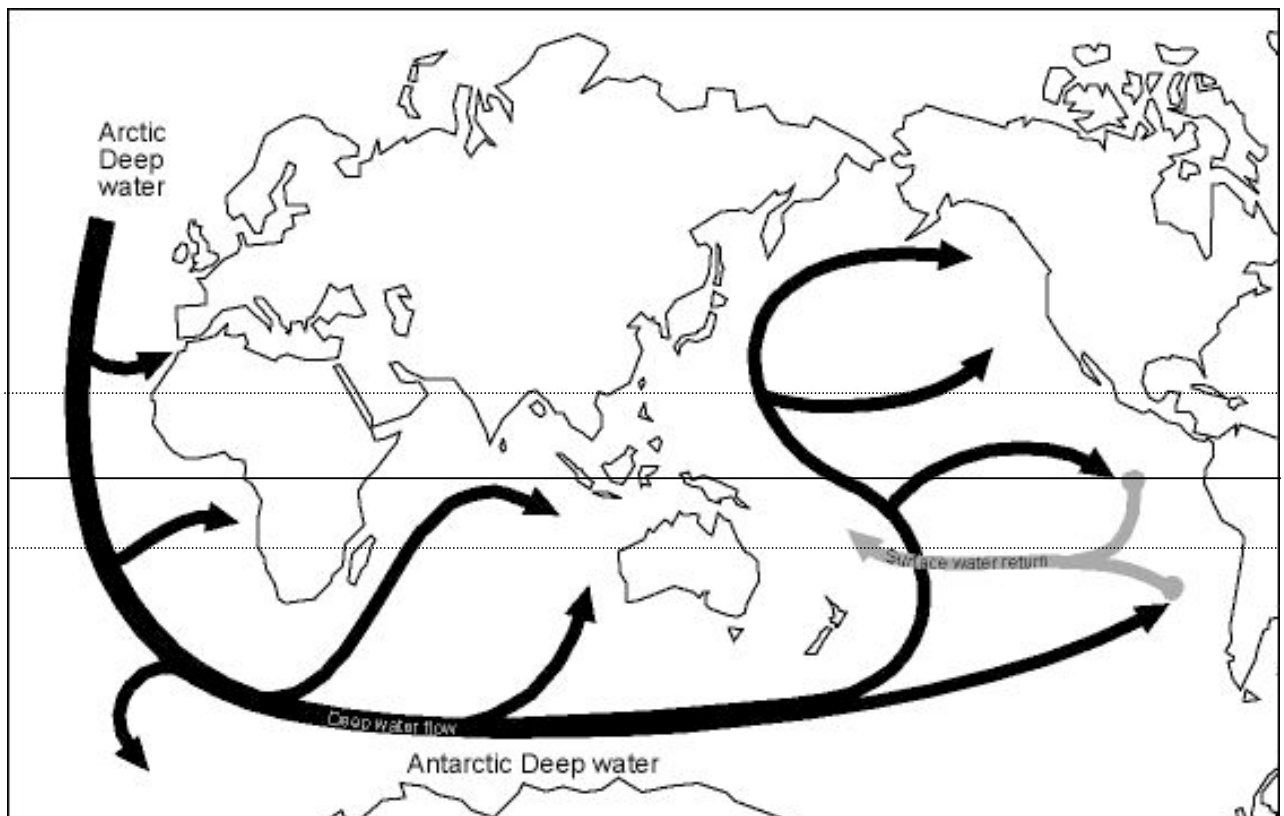 Arctic
Deep
water
Surface water return
Deep water flow
Antarctic Deep water